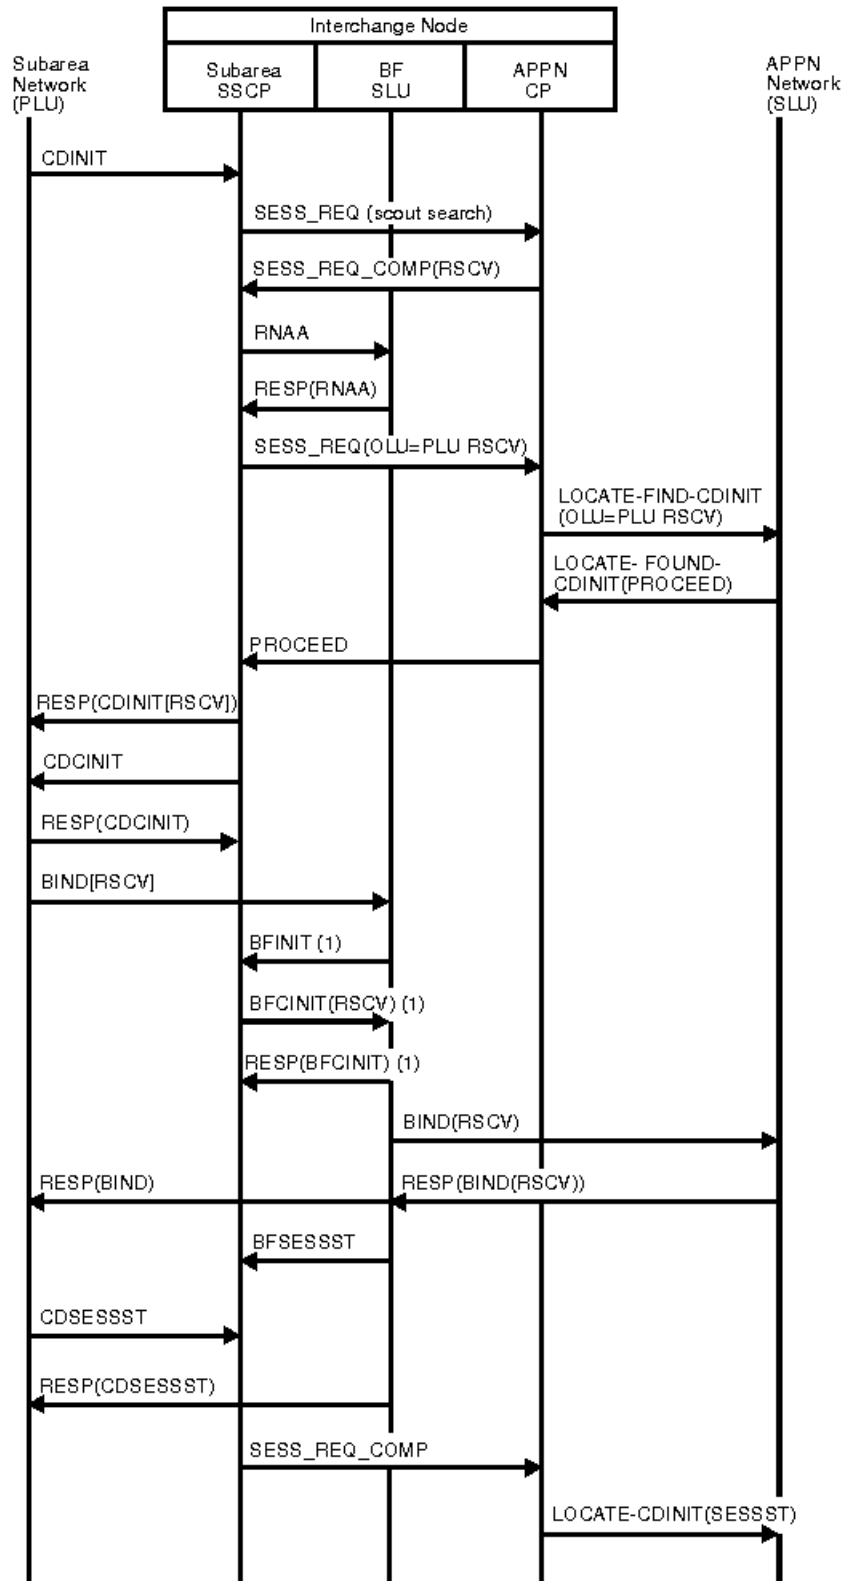 Interchange Node
Subarea
Network
(PLU)
Subarea
SSCP
BF
SLU
APPN
CP
APPN
Network
(SLU)
CDINIT
SESS_REQ (scout search)
SESS_REQ_COMP(RSCV)
RNAA
RESP(RNAA)
SESS_REQ(OLU=PLU RSCV)
LOCATE-FIND-CDINIT
(OLU=PLU RSCV)
LOCATE- FOUND-
CDINIT(PROCEED)
PROCEED
RESP(CDINIT[RSCV])
CDCINIT
RESP(CDCINIT)
BIND[RSCV]
BFINIT (1)
BFCINIT(RSCV) (1)
RESP(BFCINIT) (1)
BIND(RSCV)
RESP(BIND)
RESP(BIND(RSCV))
BFSESSST
CDSESSST
RESP(CDSESSST)
SESS_REQ_COMP
LOCATE-CDINIT(SESSST)